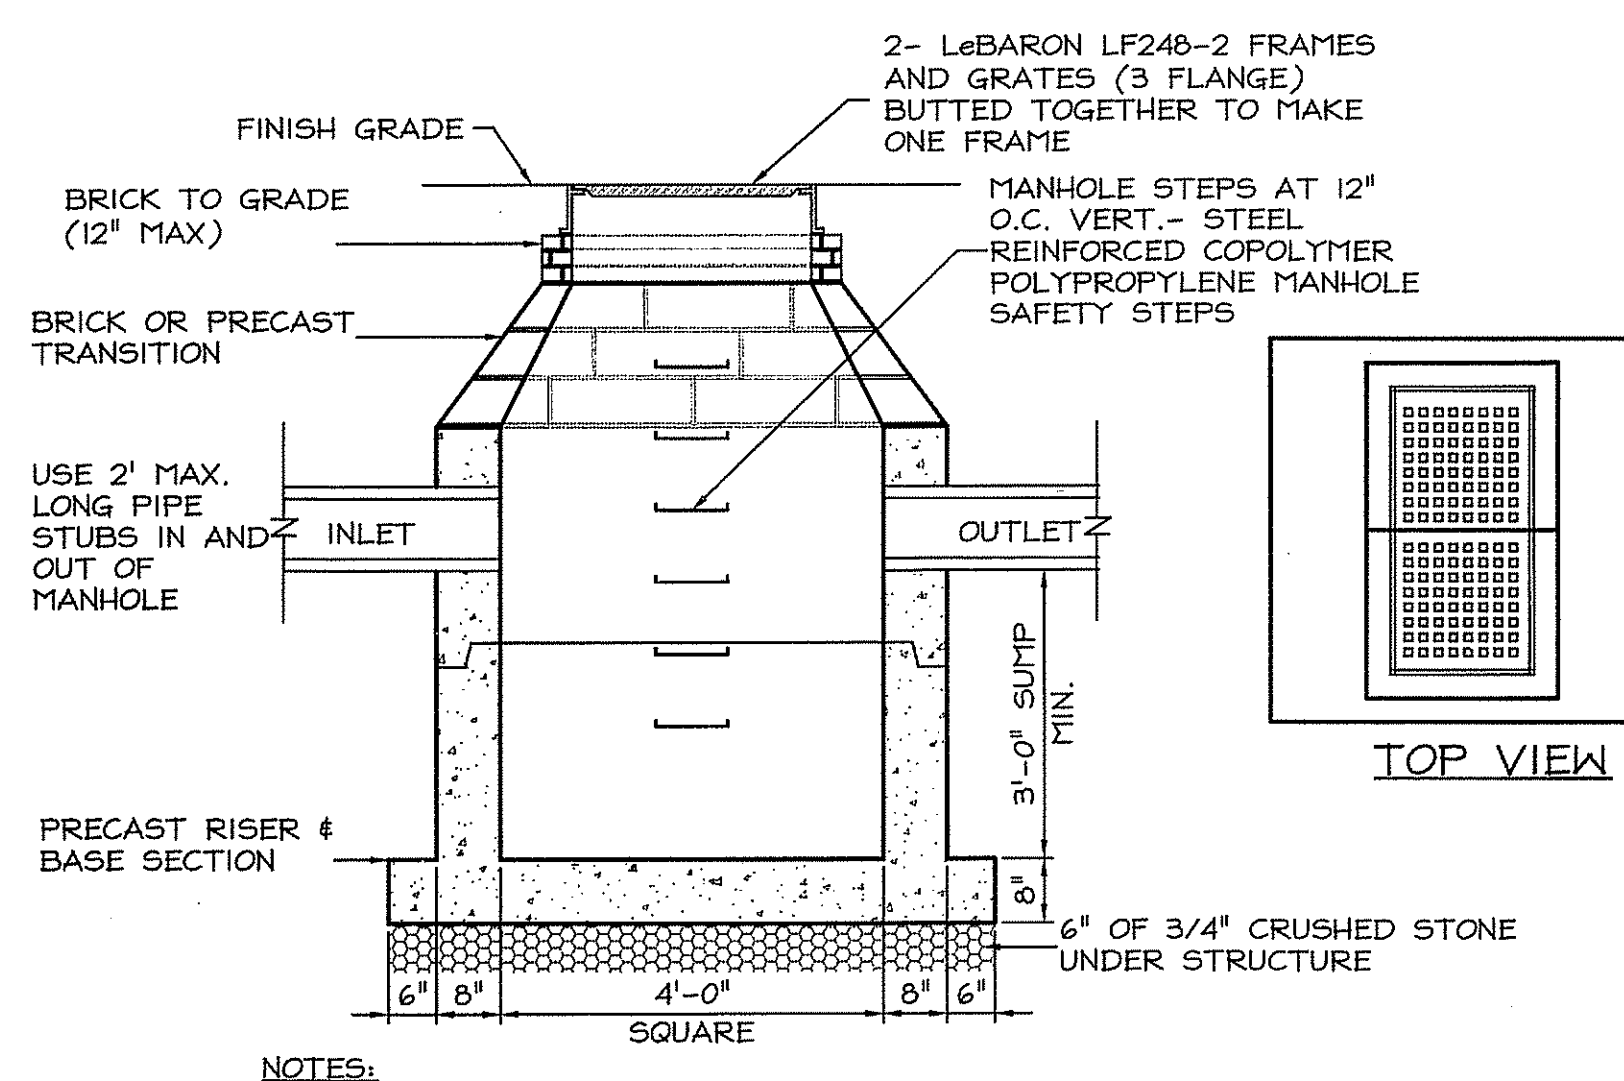 2- LeBARON LF248-2 FRAMES
AND GRATES (3 FLANGE)
BUTTED TOGETHER TO MAKE
ONE FRAME
FINISH GRADE
BRICK TO GRADE
(12" MAX)
MANHOLE STEPS AT 12"
O.C. VERT.- STEEL
REINFORCED COPOLYMER
POLYPROPYLENE MANHOLE
SAFETY STEPS
BRICK OR PRECAST
TRANSITION
USE 2' MAX.
LONG PIPE
STUBS IN AND
OUT OF
MANHOLE
INLET
OUTLET
3'-0" SUMP
MIN.
TOP VIEW
PRECAST RISER &
BASE SECTION
8"
6" OF 3/4" CRUSHED STONE
UNDER STRUCTURE
6" 8" 4'-0" 8" 6"
SQUARE
NOTES: